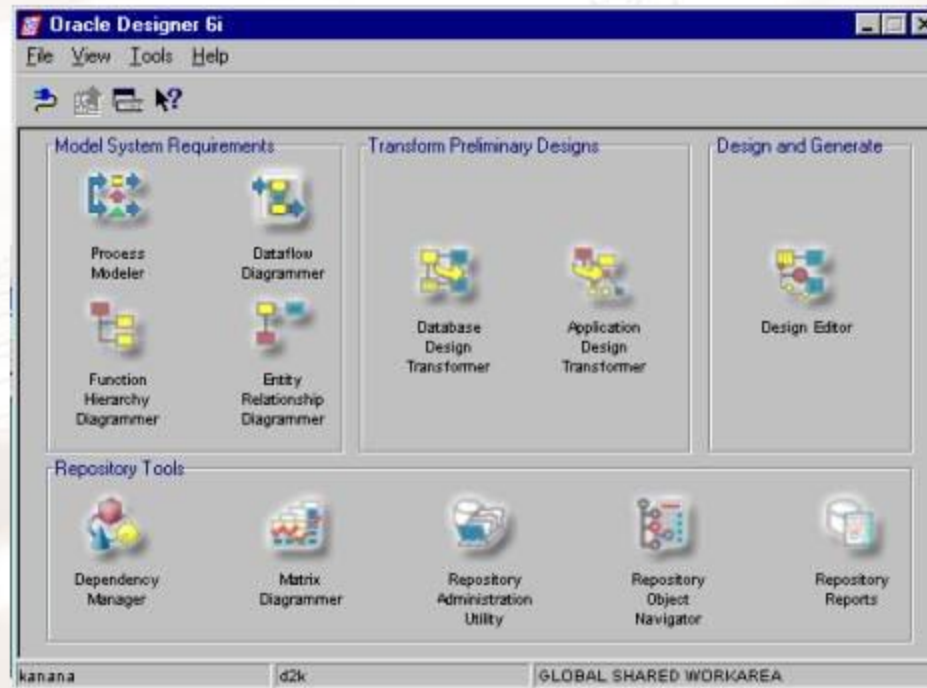 Oracle Designer 6i
File View Tools Help
Model System Requirements
Process
Modeler
Dataflow
Diagrammer
Function
Hierarchy
Diagrammer
Entity
Relationship
Diagrammer
Transform Preliminary Designs
Database
Design
Transformer
Application
Design
Transformer
Design and Generate
Design Editor
Repository Tools
Dependency
Manager
Matrix
Diagrammer
Repository
Administration
Utility
Repository
Object
Navigator
Repository
Reports
kanana
d2k
GLOBAL SHARED WORKAREA